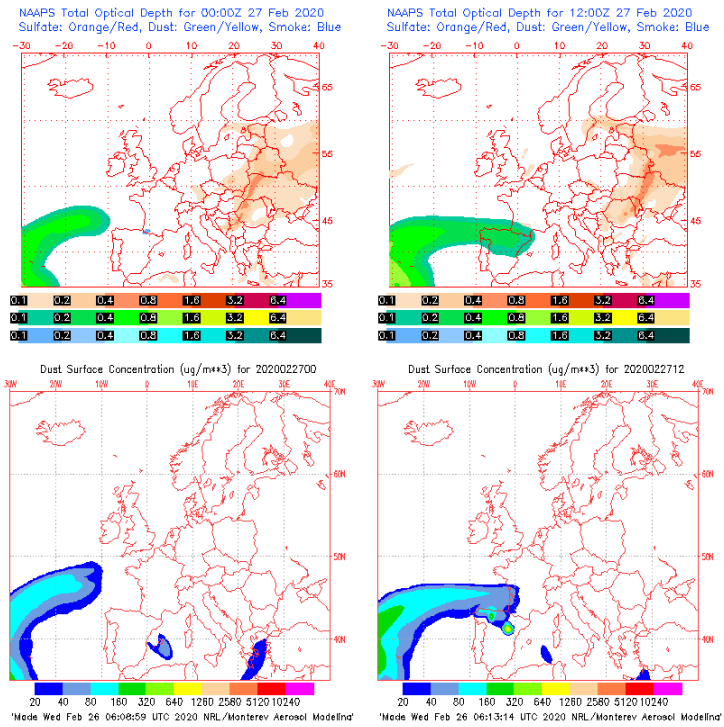 NAAPS Total Optical Depth for 00:00Z 27 Feb 2020
Sulfate: Orange/Red, Dust: Green/Yellow, Smoke: Blue
-30 -20 -10 0 10 20 30 40
65
55
45
35
0.1 0.2 0.4 0.8 1.6 3.2 6.4
0.1 0.2 0.4 0.8 1.6 3.2 6.4
0.1 0.2 0.4 0.8 1.6 3.2 6.4
NAAPS Total Optical Depth for 12:00Z 27 Feb 2020
Sulfate: Orange/Red, Dust: Green/Yellow, Smoke: Blue
-30 -20 -10 0 10 20 30 40
65
55
45
35
0.1 0.2 0.4 0.8 1.6 3.2 6.4
0.1 0.2 0.4 0.8 1.6 3.2 6.4
0.1 0.2 0.4 0.8 1.6 3.2 6.4
Dust Surface Concentration (ug/m**3) for 2020022700
30W 20W 10W 0 10E 20E 30E 40E
70N
60N
50N
40N
20 40 80 160 320 640 1280 2560 5120 10240
'Made Wed Feb 26 06:08:59 UTC 2020 NRL/Monterey Aerosol Modeling'
Dust Surface Concentration (ug/m**3) for 2020022712
30W 20W 10W 0 10E 20E 30E 40E
70N
60N
50N
40N
20 40 80 160 320 640 1280 2560 5120 10240
'Made Wed Feb 26 06:13:14 UTC 2020 NRL/Monterey Aerosol Modeling'